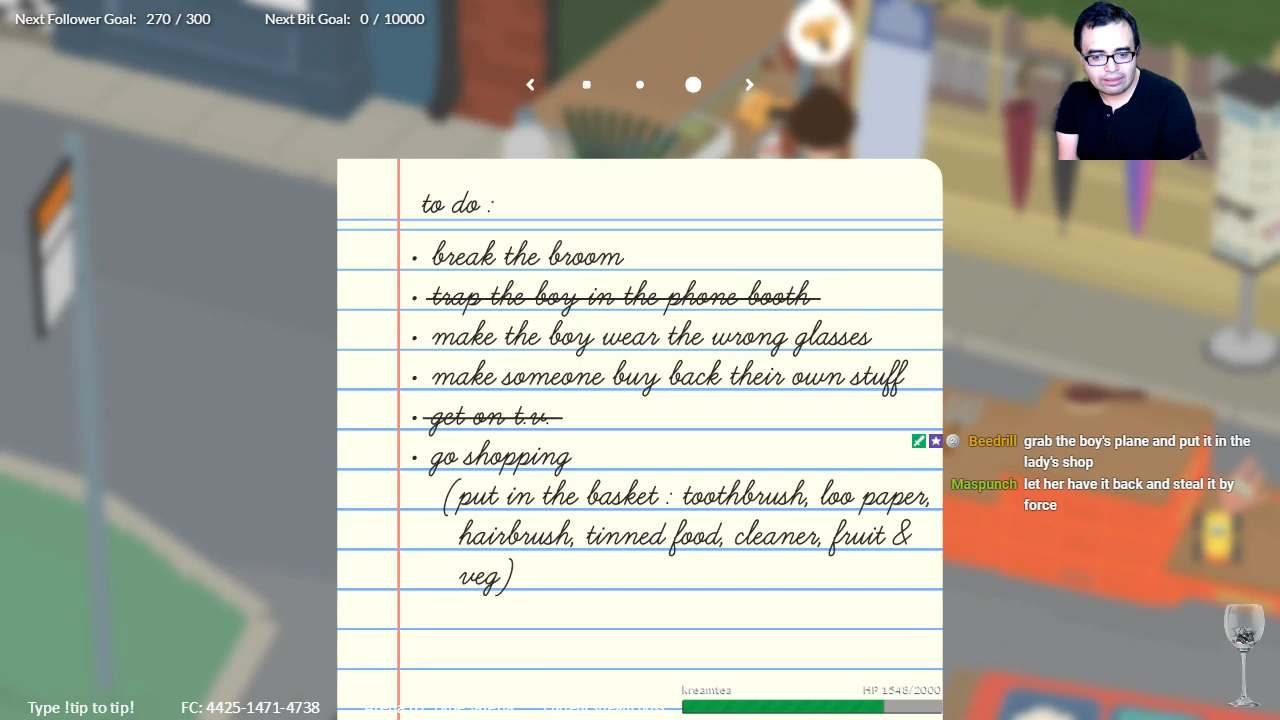 Next Follower Goal: 270 / 300
Next Bit Goal: 0 / 10000
to do :
• break the broom
• trap the boy in the phone booth
• make the boy wear the wrong glasses
• make someone buy back their own stuff
• get on t.v.
• go shopping
(put in the basket : toothbrush, loo paper,
hairbrush, tinned food, cleaner, fruit &
veg)
Beedrill grab the boy's plane and put it in the
lady's shop
Maspunch let her have it back and steal it by
force
kreamtea HP 1548/2000
Type !tip to tip! FC: 4425-1471-4738